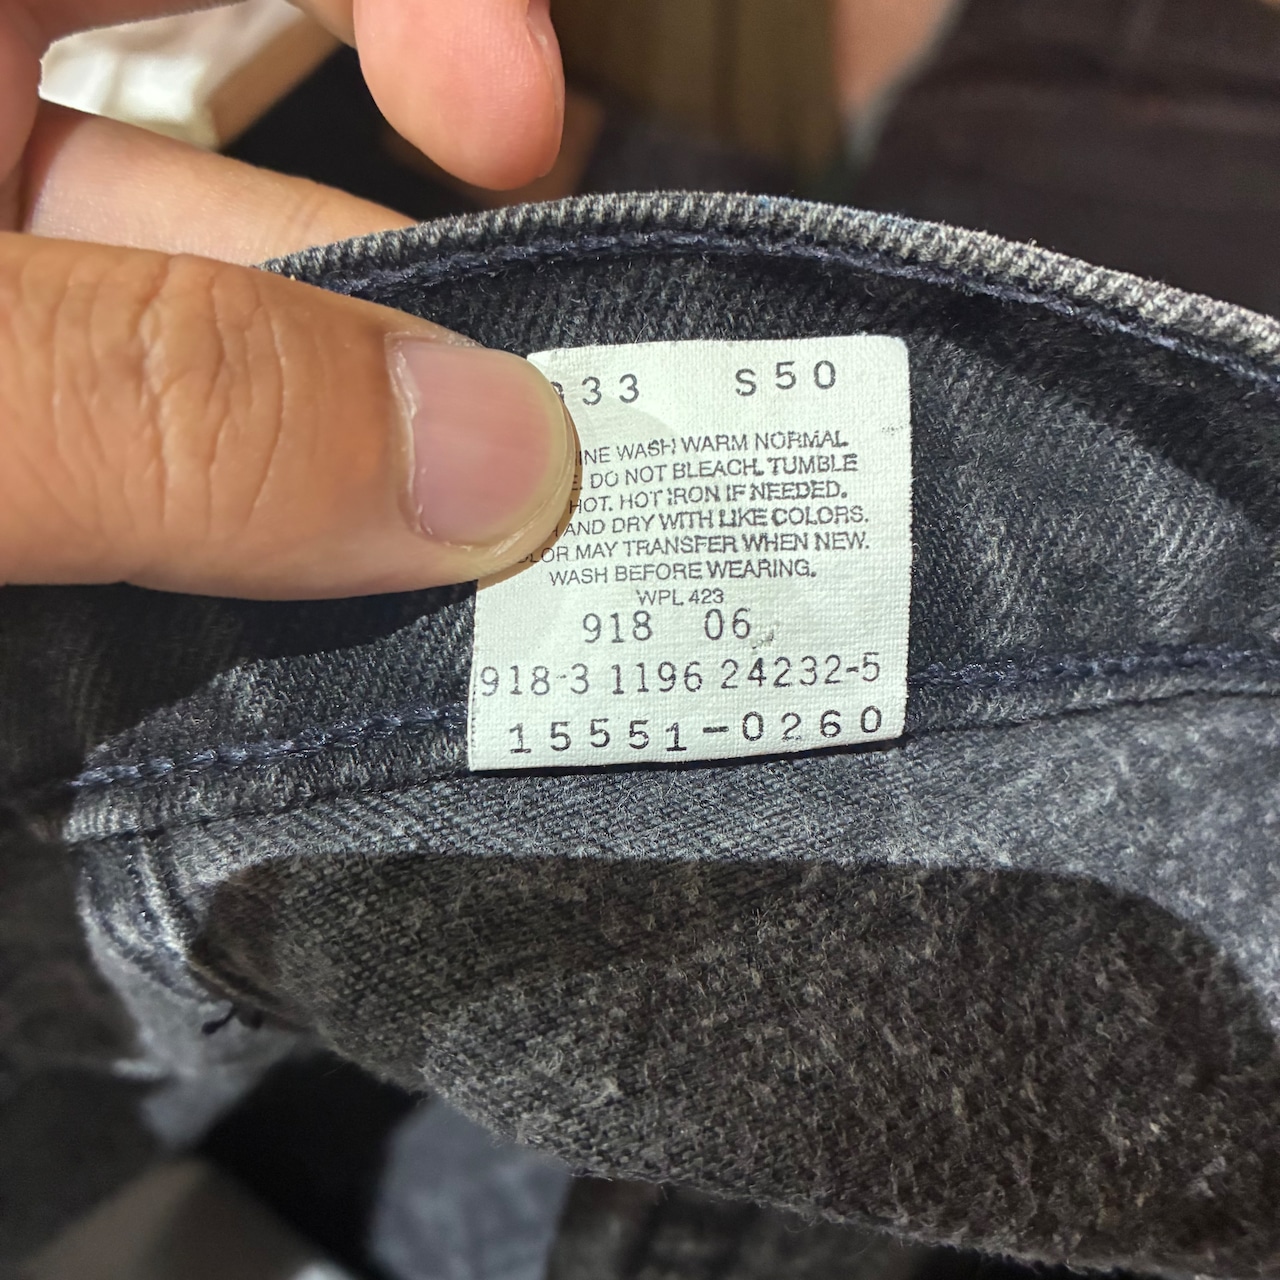 33 S50
INE WASH WARM NORMAL
DO NOT BLEACH. TUMBLE
HOT. HOT IRON IF NEEDED.
AND DRY WITH LIKE COLORS.
OLOR MAY TRANSFER WHEN NEW.
WASH BEFORE WEARING.
WPL 423
918 06
918-3 1196 24232-5
15551-0260